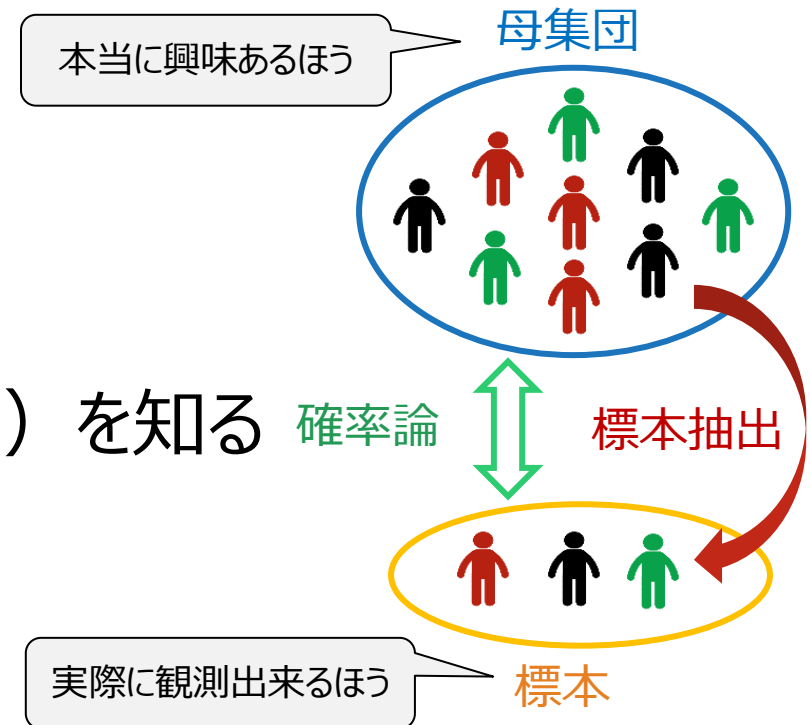 母集団
本当に興味あるほう
）を知る
確率論
標本抽出
実際に観測出来るほう
標本